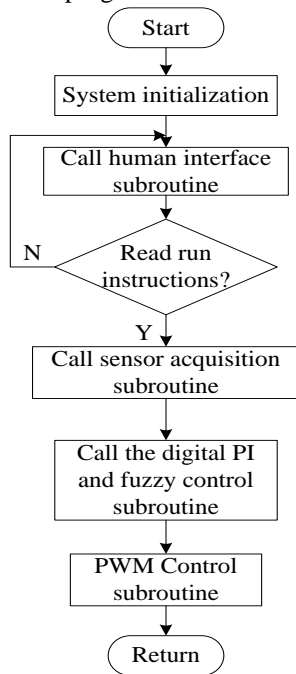 Start
System initialization
Call human interface
subroutine
Read run
instructions?
N
Y
Call sensor acquisition
subroutine
Call the digital PI
and fuzzy control
subroutine
PWM Control
subroutine
Return